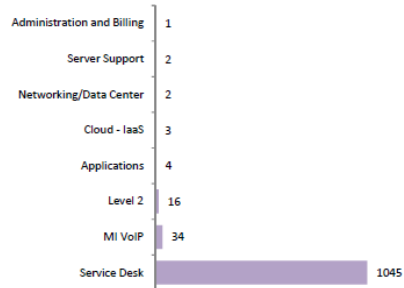 Administration and Billing 1
Server Support 2
Networking/Data Center 2
Cloud - IaaS 3
Applications 4
Level 2 16
MI VoIP 34
Service Desk 1045